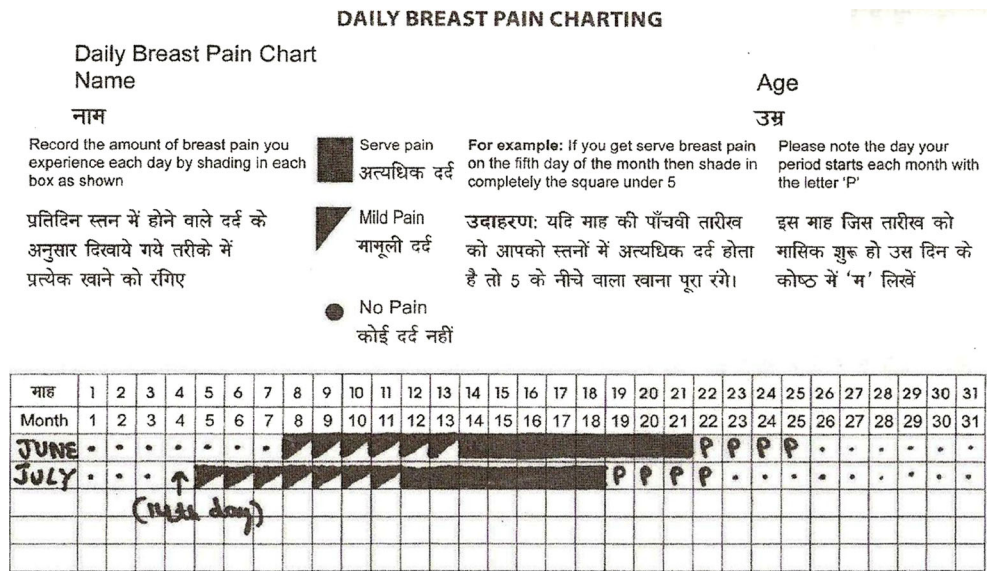 DAILY BREAST PAIN CHARTING
Daily Breast Pain Chart
Name
Age
नाम
उम्र
Record the amount of breast pain you
experience each day by shading in each
box as shown
प्रतिदिन स्तन में होने वाले दर्द के
अनुसार दिखाये गये तरीके में
प्रत्येक खाने को रंगिए
Serve pain
अत्यधिक दर्द
Mild Pain
मामूली दर्द
No Pain
कोई दर्द नहीं
For example: If you get serve breast pain
on the fifth day of the month then shade in
completely the square under 5
उदाहरण: यदि माह की पाँचवी तारीख
को आपको स्तनों में अत्यधिक दर्द होता
है तो 5 के नीचे वाला खाना पूरा रंगे।
Please note the day your
period starts each month with
the letter 'P'
इस माह जिस तारीख को
मासिक शुरू हो उस दिन के
कोष्ठ में 'म' लिखें
माह 1 2 3 4 5 6 7 8 9 10 11 12 13 14 15 16 17 18 19 20 21 22 23 24 25 26 27 28 29 30 31
Month 1 2 3 4 5 6 7 8 9 10 11 12 13 14 15 16 17 18 19 20 21 22 23 24 25 26 27 28 29 30 31
JUNE P P P P
JULY P P P P
day)